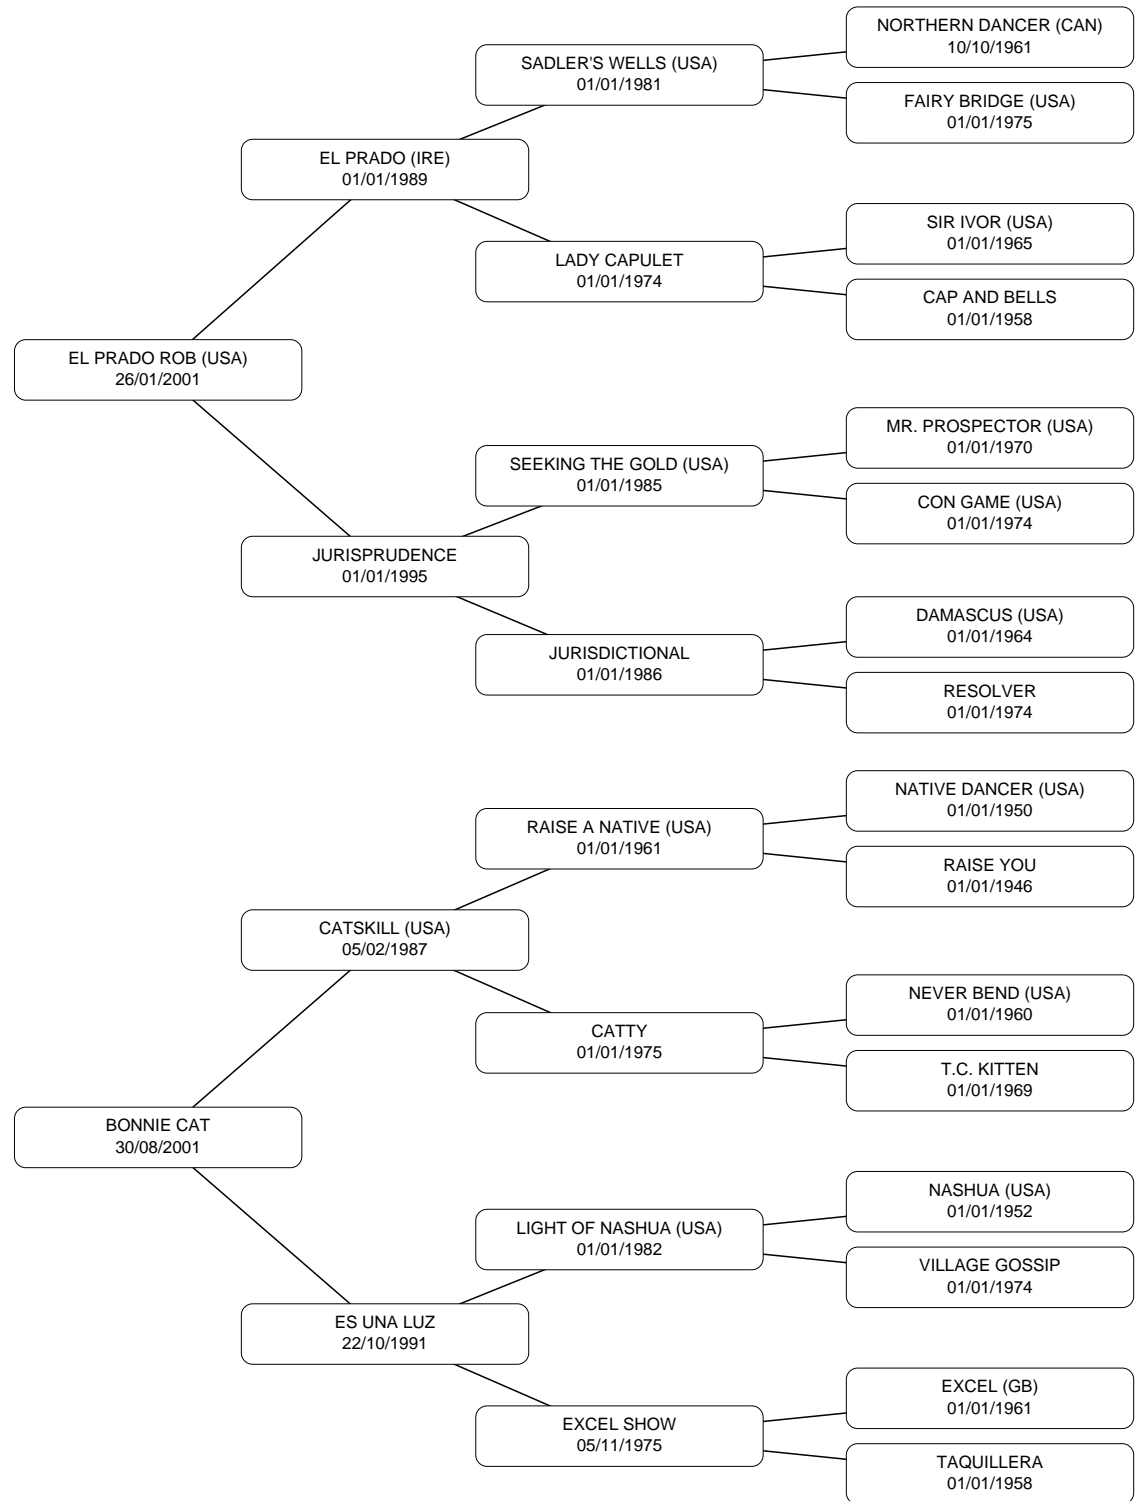 NORTHERN DANCER (CAN)
10/10/1961
SADLER'S WELLS (USA)
01/01/1981
FAIRY BRIDGE (USA)
01/01/1975
EL PRADO (IRE)
01/01/1989
SIR IVOR (USA)
01/01/1965
LADY CAPULET
01/01/1974
CAP AND BELLS
01/01/1958
EL PRADO ROB (USA)
26/01/2001
MR. PROSPECTOR (USA)
01/01/1970
SEEKING THE GOLD (USA)
01/01/1985
CON GAME (USA)
01/01/1974
JURISPRUDENCE
01/01/1995
DAMASCUS (USA)
01/01/1964
JURISDICTIONAL
01/01/1986
RESOLVER
01/01/1974
NATIVE DANCER (USA)
01/01/1950
RAISE A NATIVE (USA)
01/01/1961
RAISE YOU
01/01/1946
CATSKILL (USA)
05/02/1987
NEVER BEND (USA)
01/01/1960
CATTY
01/01/1975
T.C. KITTEN
01/01/1969
BONNIE CAT
30/08/2001
NASHUA (USA)
01/01/1952
LIGHT OF NASHUA (USA)
01/01/1982
VILLAGE GOSSIP
01/01/1974
ES UNA LUZ
22/10/1991
EXCEL (GB)
01/01/1961
EXCEL SHOW
05/11/1975
TAQUILLERA
01/01/1958